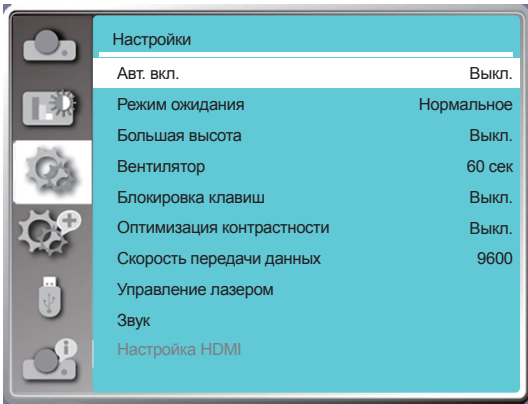 Настройки
Авт. вкл. Выкл.
Режим ожидания Нормальное
Большая высота Выкл.
Вентилятор 60 сек
Блокировка клавиш Выкл.
Оптимизация контрастности Выкл.
Скорость передачи данных 9600
Управление лазером
Звук
Настройка HDMI